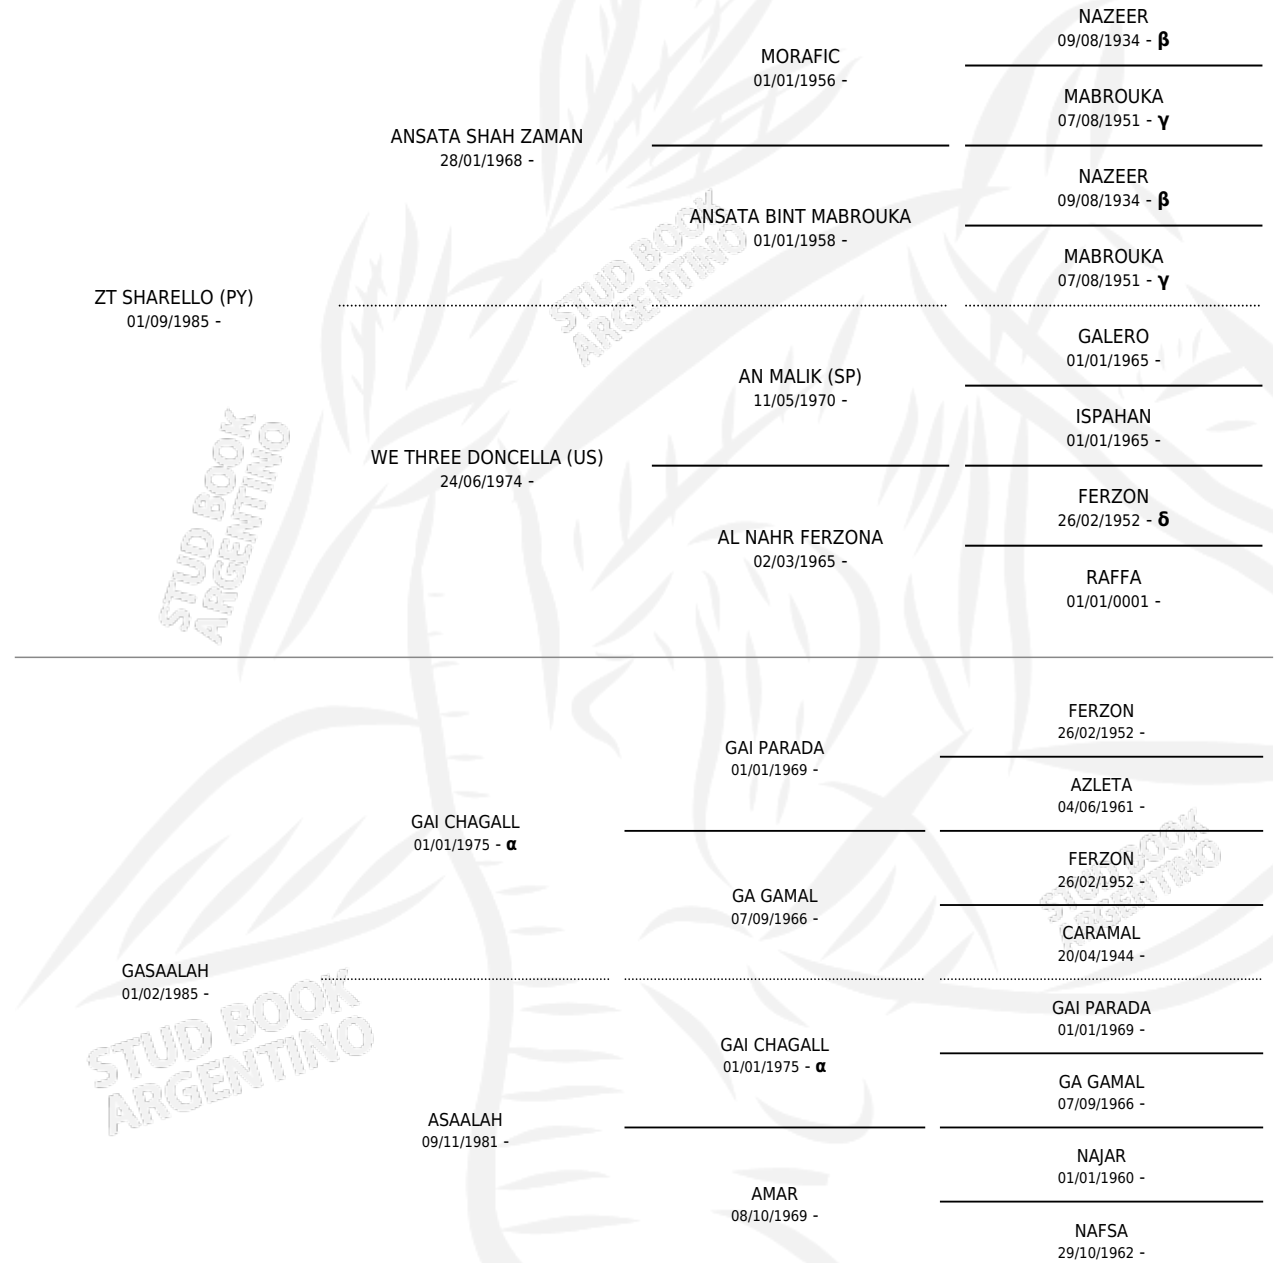 NAZEER
09/08/1934 - β
MORAFIC
01/01/1956 -
MABROUKA
07/08/1951 - γ
ANSATA SHAH ZAMAN
28/01/1968 -
NAZEER
09/08/1934 - β
ANSATA BINT MABROUKA
01/01/1958 -
MABROUKA
07/08/1951 - γ
ZT SHARELLO (PY)
01/09/1985 -
GALERO
01/01/1965 -
AN MALIK (SP)
11/05/1970 -
ISPAHAN
01/01/1965 -
WE THREE DONCELLA (US)
24/06/1974 -
FERZON
26/02/1952 - δ
AL NAHR FERZONA
02/03/1965 -
RAFFA
01/01/0001 -
FERZON
26/02/1952 -
GAI PARADA
01/01/1969 -
AZLETA
04/06/1961 -
GAI CHAGALL
01/01/1975 - α
FERZON
26/02/1952 -
GA GAMAL
07/09/1966 -
CARAMAL
20/04/1944 -
GASAALAH
01/02/1985 -
GAI PARADA
01/01/1969 -
GAI CHAGALL
01/01/1975 - α
GA GAMAL
07/09/1966 -
ASAALAH
09/11/1981 -
NAJAR
01/01/1960 -
AMAR
08/10/1969 -
NAFSA
29/10/1962 -
STUD BOOK
ARGENTINO
STUD BOOK
ARGENTINO
STUD BOOK
ARGENTINO
STUD BOOK
ARGENTINO